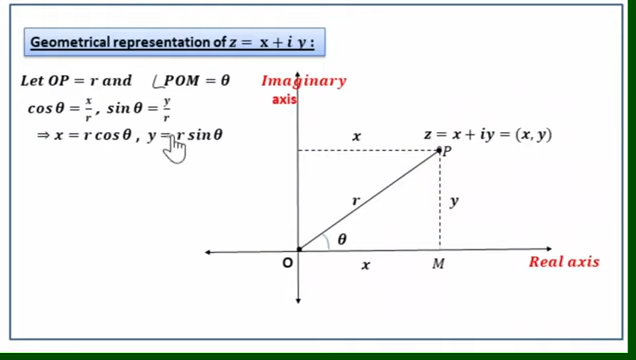 Geometrical representation of z = x + i y :
Let OP = r and ∠POM = θ
cos θ = x/r , sin θ = y/r
⇒ x = r cos θ , y = r sin θ
Imaginary
axis
x
z = x + iy = (x, y)
P
r
y
θ
O
x
M
Real axis